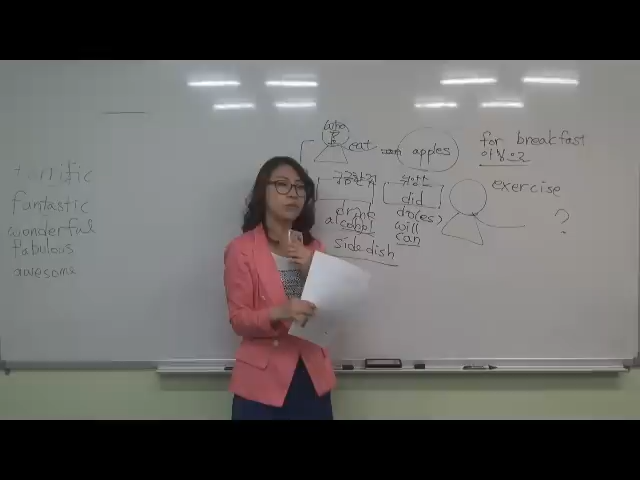 terrific
fantastic
wonderful
fabulous
awesome
who
eat
apples
for breakfast
did
do(es)
will
can
drink
alcohol
side dish
exercise
?